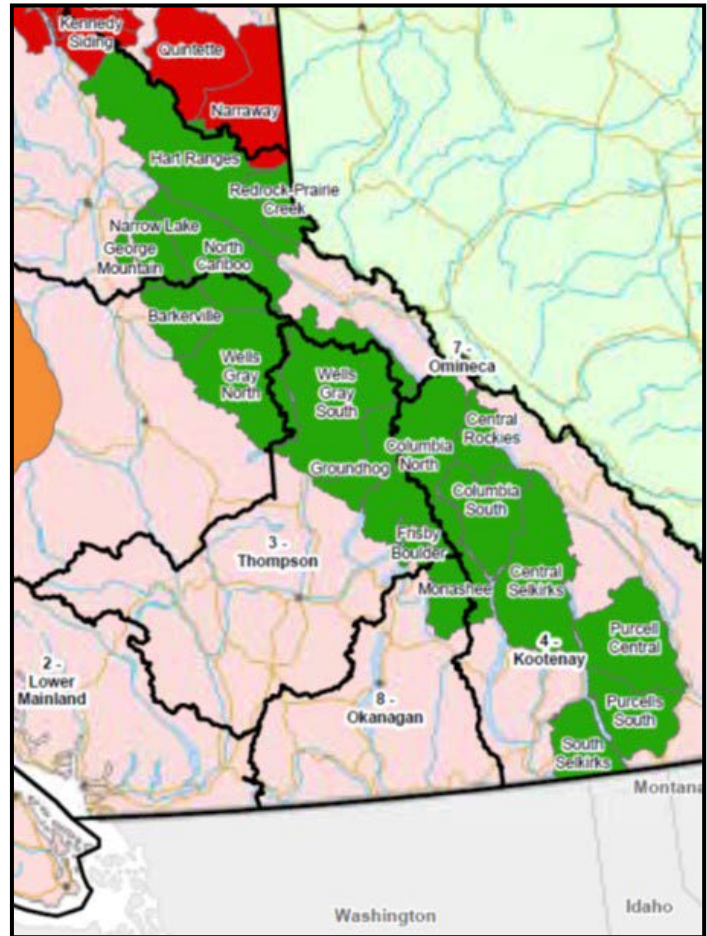 Kennedy
Siding
Quintette
Narraway
Hart Ranges
Redrock-Prairie
Creek
Narrow Lake
George
Mountain
North
Cariboo
Barkerville
Wells
Gray
North
7 -
Omineca
Wells
Gray
South
Central
Rockies
Columbia
North
Groundhog
Columbia
South
Frisby
Boulder
3 -
Thompson
Central
Selkirks
Monashee
Purcell
Central
4 -
Kootenay
2 -
Lower
Mainland
8 -
Okanagan
Purcells
South
South
Selkirks
Montana
Idaho
Washington